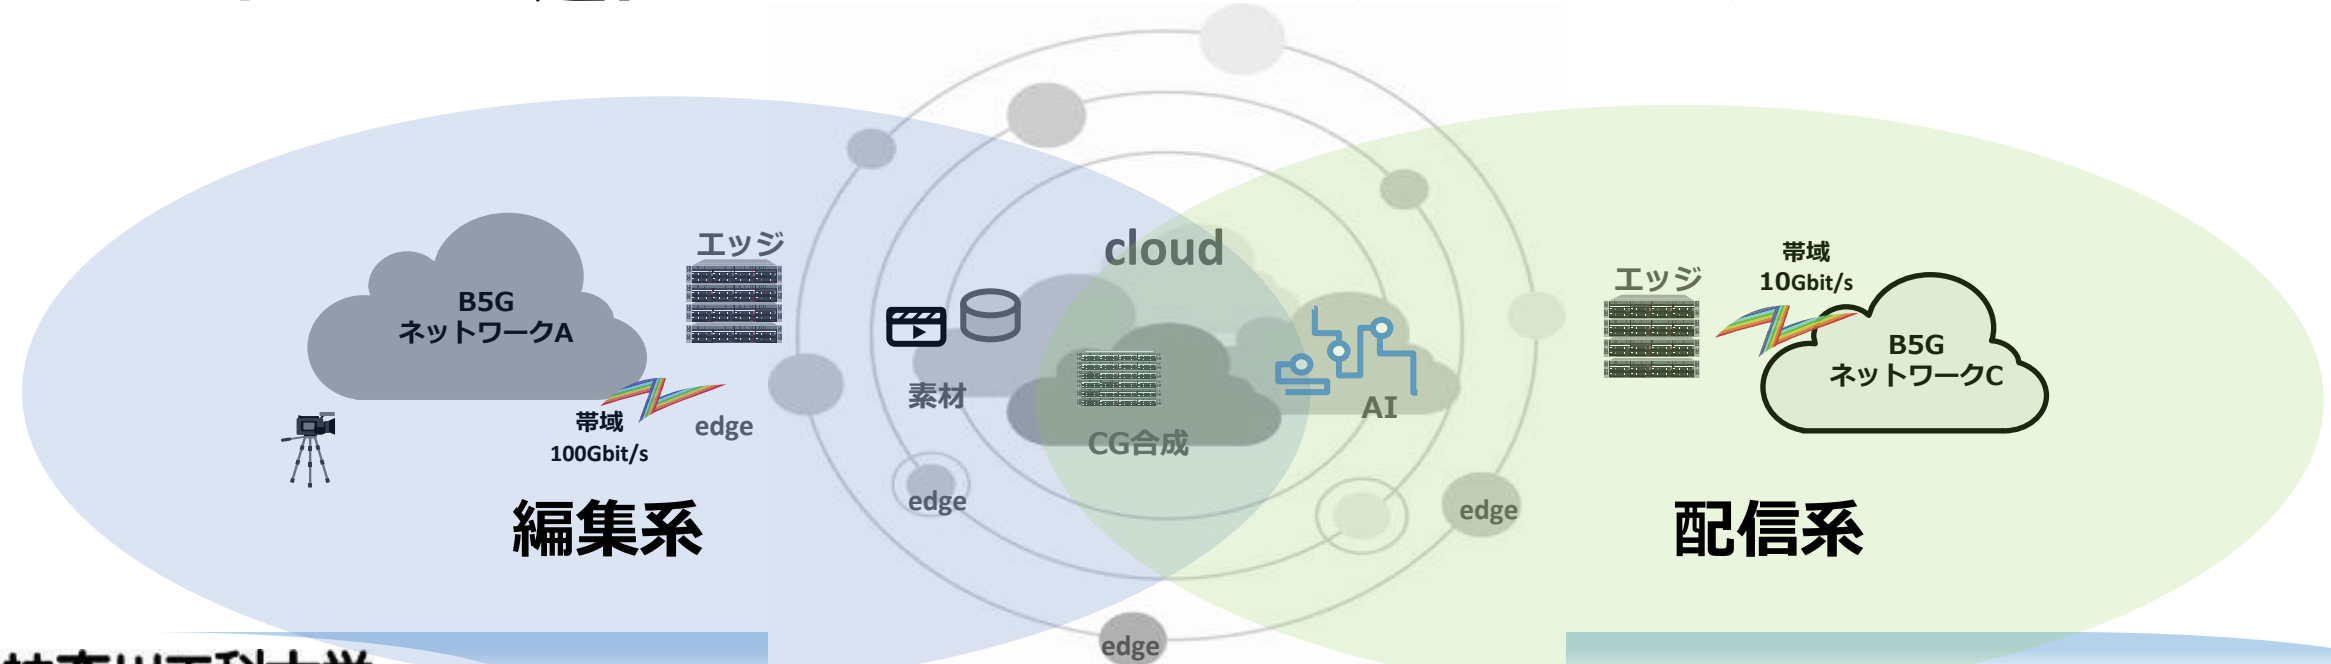 エッジ
B5G
ネットワークA
帯域
100Gbit/s
edge
編集系
cloud
素材
CG合成
AI
edge
edge
edge
エッジ
帯域
10Gbit/s
B5G
ネットワークC
配信系